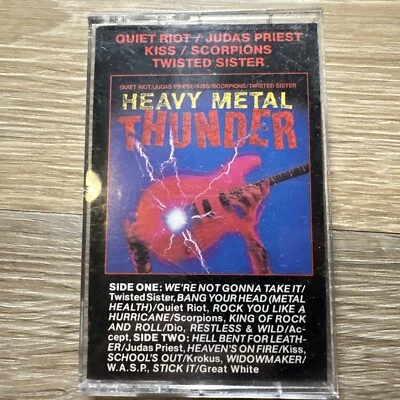 QUIET RIOT / JUDAS PRIEST
KISS / SCORPIONS
TWISTED SISTER
QUIET RIOT/JUDAS PRIEST/KISS/SCORPIONS/TWISTED SISTER
HEAVY METAL
THUNDER
SIDE ONE: WE'RE NOT GONNA TAKE IT/
Twisted Sister, BANG YOUR HEAD (METAL
HEALTH)/Quiet Riot, ROCK YOU LIKE A
HURRICANE/Scorpions, KING OF ROCK
AND ROLL/Dio, RESTLESS & WILD/Ac-
cept, SIDE TWO: HELL BENT FOR LEATH-
ER/Judas Priest, HEAVEN'S ON FIRE/Kiss,
SCHOOL'S OUT/Krokus, WIDOWMAKER/
W.A.S.P., STICK IT/Great White